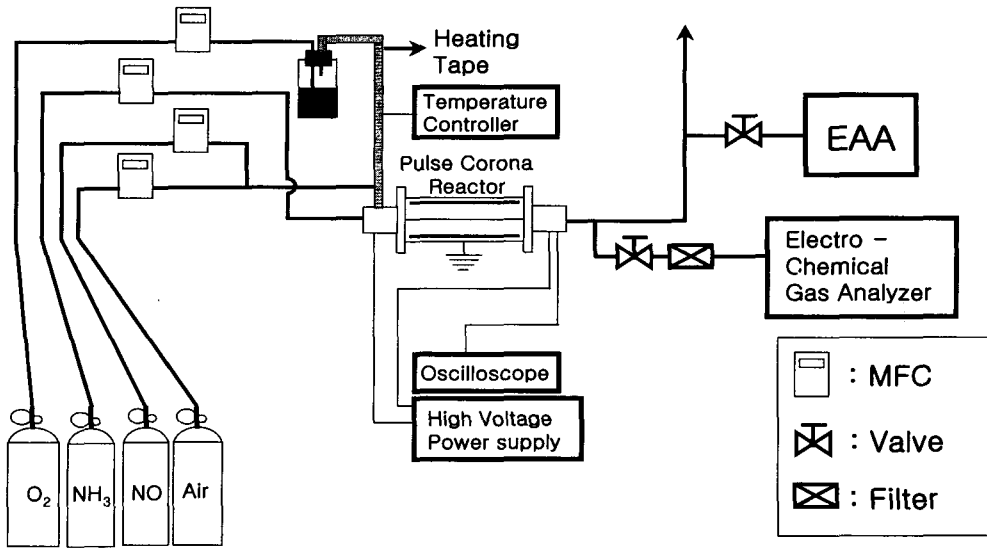 Heating
Tape
Temperature
Controller
Pulse Corona
Reactor
EAA
Electro –
Chemical
Gas Analyzer
Oscilloscope
High Voltage
Power supply
O₂
NH₃
NO
Air
: MFC
: Valve
: Filter